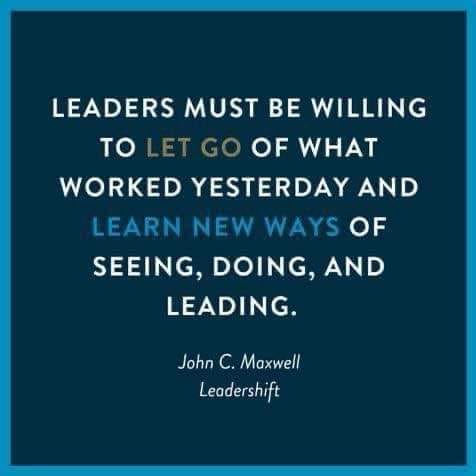 LEADERS MUST BE WILLING
TO LET GO OF WHAT
WORKED YESTERDAY AND
LEARN NEW WAYS OF
SEEING, DOING, AND
LEADING.
John C. Maxwell
Leadershift